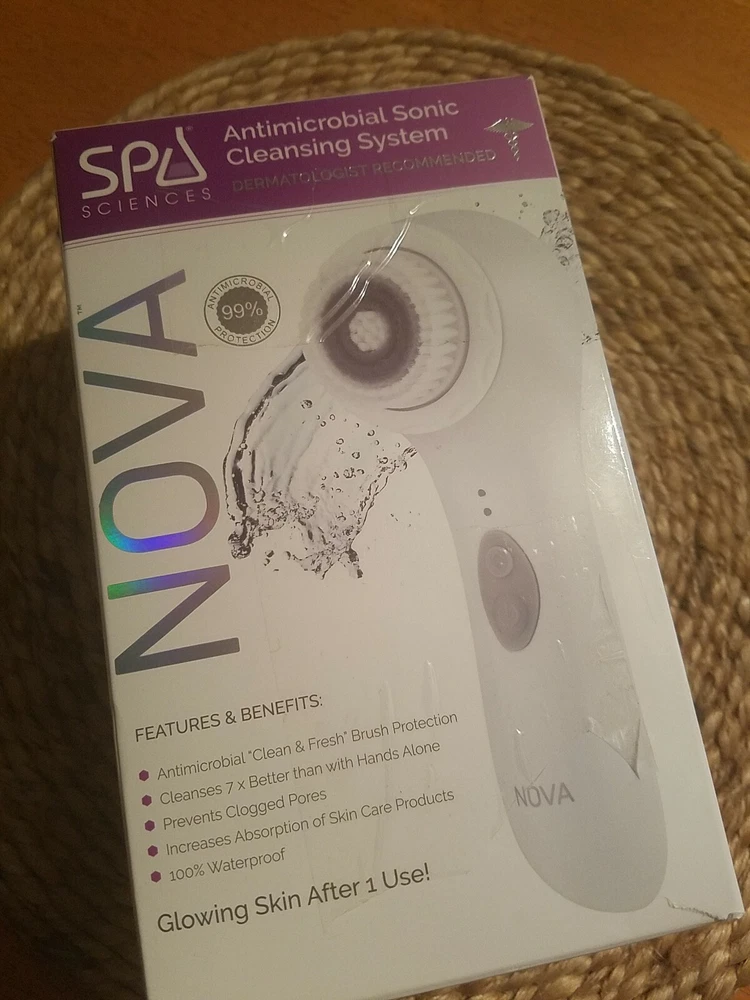 SPA
SCIENCES
Antimicrobial Sonic
Cleansing System
DERMATOLOGIST RECOMMENDED
NOVA™
ANTIMICROBIAL
99%
PROTECTION
FEATURES & BENEFITS:
Antimicrobial "Clean & Fresh" Brush Protection
Cleanses 7 x Better than with Hands Alone
Prevents Clogged Pores
Increases Absorption of Skin Care Products
100% Waterproof
Glowing Skin After 1 Use!
NOVA